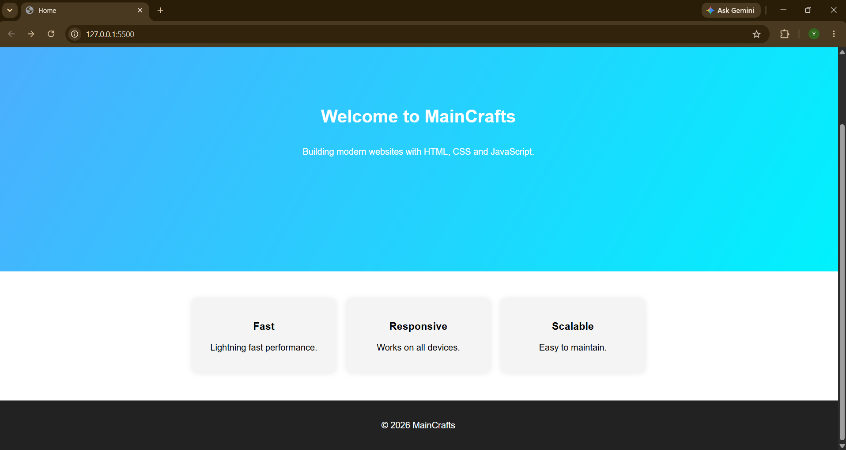 Home
Ask Gemini
127.0.0.1:5500
Y
Welcome to MainCrafts
Building modern websites with HTML, CSS and JavaScript.
Fast
Responsive
Scalable
Lightning fast performance.
Works on all devices.
Easy to maintain.
© 2026 MainCrafts